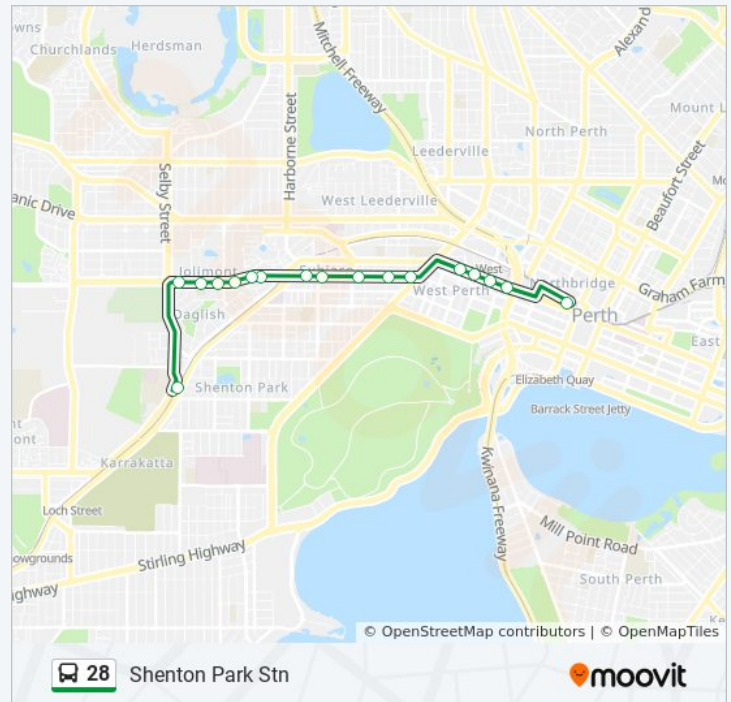 owns
Churchlands
Herdsman
Mitchell Freeway
Alexand
Harborne Street
Mount L
North Perth
Leederville
Beaufort Street
Selby Street
anic Drive
West Leederville
Jolimont
West
Northbridge
West Perth
Graham Farm
Daglish
Perth
East
Elizabeth Quay
Shenton Park
Barrack Street Jetty
nt
mont
Karrakatta
Kwinana Freeway
Loch Street
Mill Point Road
owgrounds
Stirling Highway
ighway
South Perth
© OpenStreetMap contributors | © OpenMapTiles
28 Shenton Park Stn
moovit